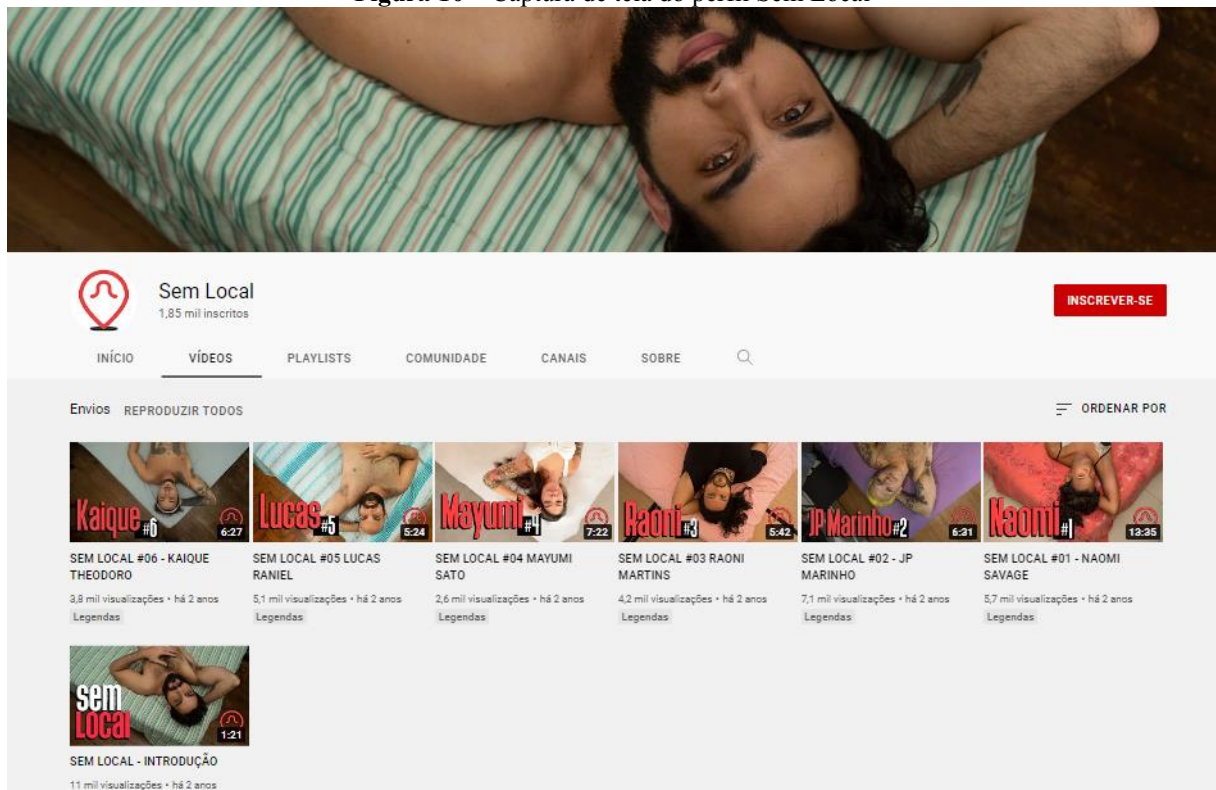 Sem Local
1,85 mil inscritos
INSCREVER-SE
INÍCIO VÍDEOS PLAYLISTS COMUNIDADE CANAIS SOBRE
Envios REPRODUZIR TODOS
ORDENAR POR
Kaique #6 6:27
Lucas #5 5:24
Mayumi #4 7:22
Raoni #3 5:42
JP Marinho #2 6:31
Naomi #1 13:35
SEM LOCAL #06 - KAIQUE
THEODORO
3,8 mil visualizações • há 2 anos
Legendas
SEM LOCAL #05 LUCAS
RANIEL
5,1 mil visualizações • há 2 anos
Legendas
SEM LOCAL #04 MAYUMI
SATO
2,6 mil visualizações • há 2 anos
Legendas
SEM LOCAL #03 RAONI
MARTINS
4,2 mil visualizações • há 2 anos
Legendas
SEM LOCAL #02 - JP
MARINHO
7,1 mil visualizações • há 2 anos
Legendas
SEM LOCAL #01 - NAOMI
SAVAGE
5,7 mil visualizações • há 2 anos
Legendas
sem
LOCAL
1:21
SEM LOCAL - INTRODUÇÃO
11 mil visualizações • há 2 anos